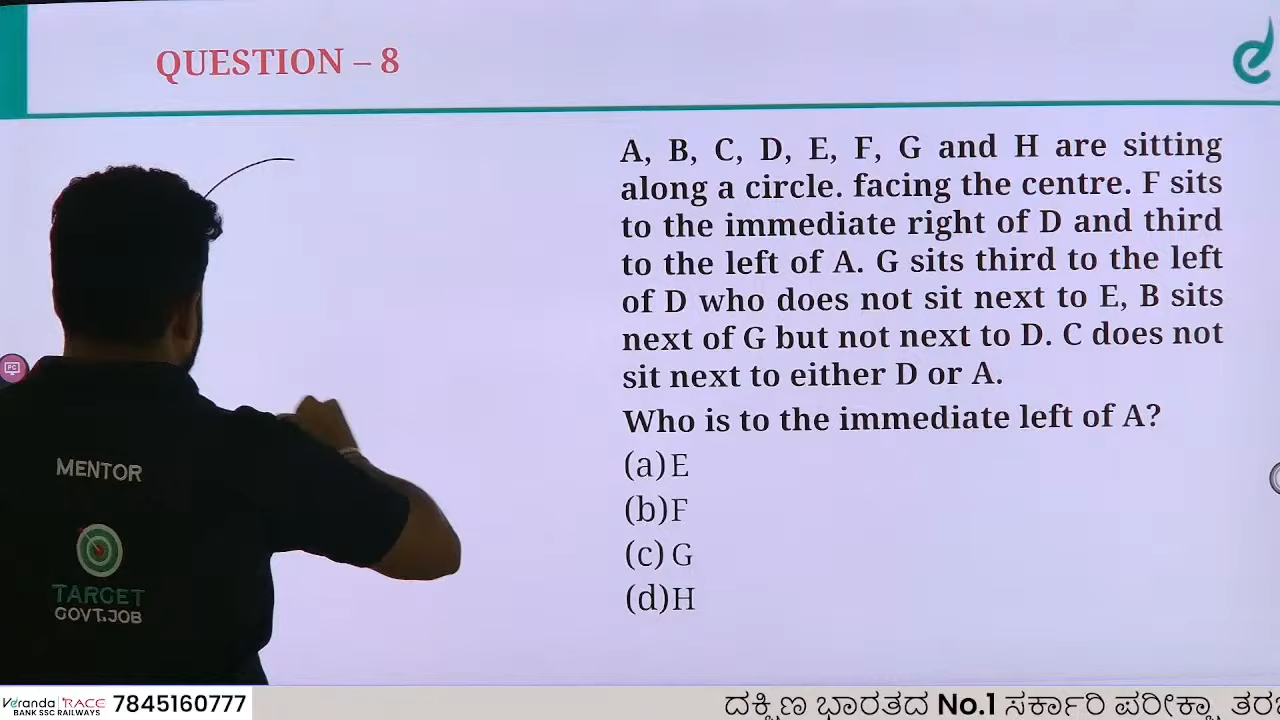 QUESTION – 8
A, B, C, D, E, F, G and H are sitting
along a circle. facing the centre. F sits
to the immediate right of D and third
to the left of A. G sits third to the left
of D who does not sit next to E, B sits
next of G but not next to D. C does not
sit next to either D or A.
Who is to the immediate left of A?
(a)E
(b)F
(c) G
(d)H
PC
MENTOR
TARGET
GOVT.JOB
Veranda RACE
BANK SSC RAILWAYS
7845160777
ದಕ್ಷಿಣ ಭಾರತದ No.1 ಸರ್ಕಾರಿ ಪರೀಕ್ಷಾ ತರಬ